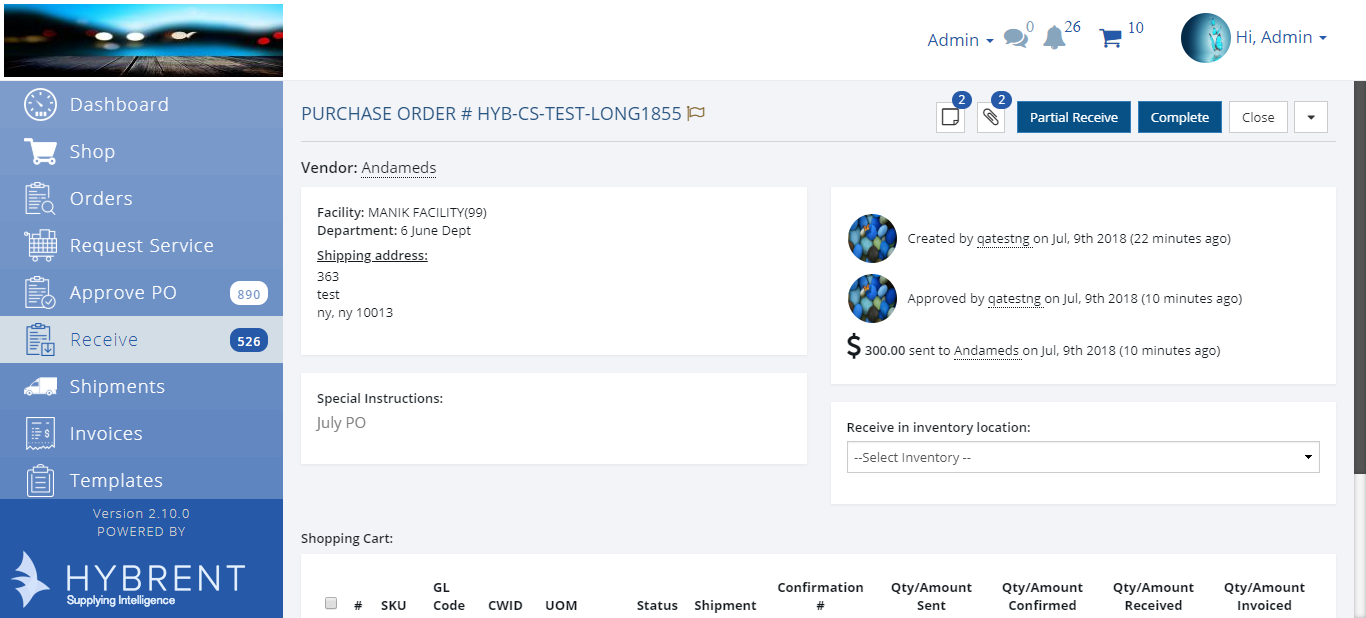 Admin
0
26
10
Hi, Admin
Dashboard
Shop
Orders
Request Service
Approve PO 890
Receive 526
Shipments
Invoices
Templates
Version 2.10.0
POWERED BY
HYBRENT
Supplying Intelligence
PURCHASE ORDER # HYB-CS-TEST-LONG1855
2
2
Partial Receive
Complete
Close
Vendor: Andameds
Facility: MANIK FACILITY(99)
Department: 6 June Dept
Shipping address:
363
test
ny, ny 10013
Special Instructions:
July PO
Created by qatestng on Jul, 9th 2018 (22 minutes ago)
Approved by qatestng on Jul, 9th 2018 (10 minutes ago)
$ 300.00 sent to Andameds on Jul, 9th 2018 (10 minutes ago)
Receive in inventory location:
--Select Inventory --
Shopping Cart:
#
SKU
GL
Code
CWID
UOM
Status
Shipment
Confirmation
#
Qty/Amount
Sent
Qty/Amount
Confirmed
Qty/Amount
Received
Qty/Amount
Invoiced